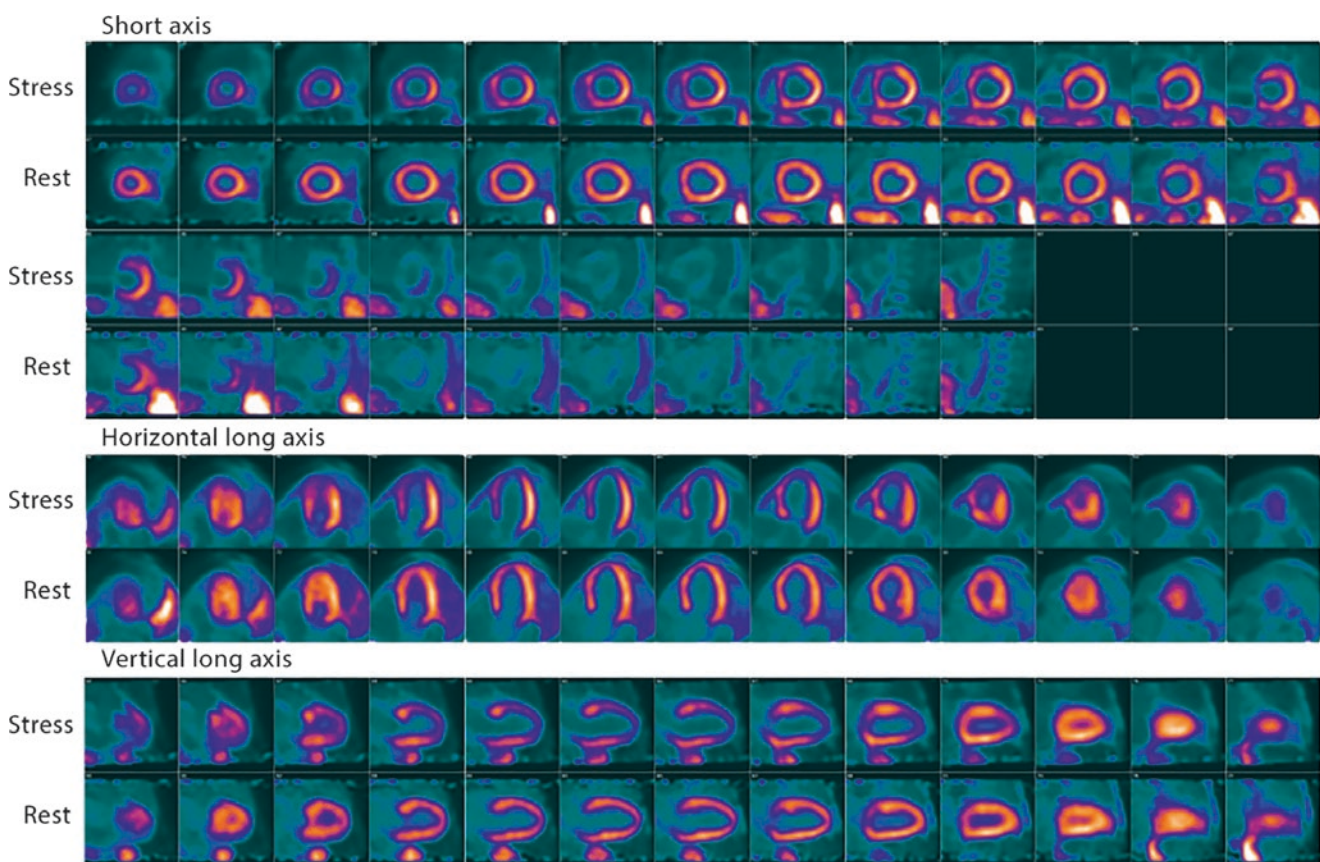 Short axis
Stress
Rest
Stress
Rest
Horizontal long axis
Stress
Rest
Vertical long axis
Stress
Rest